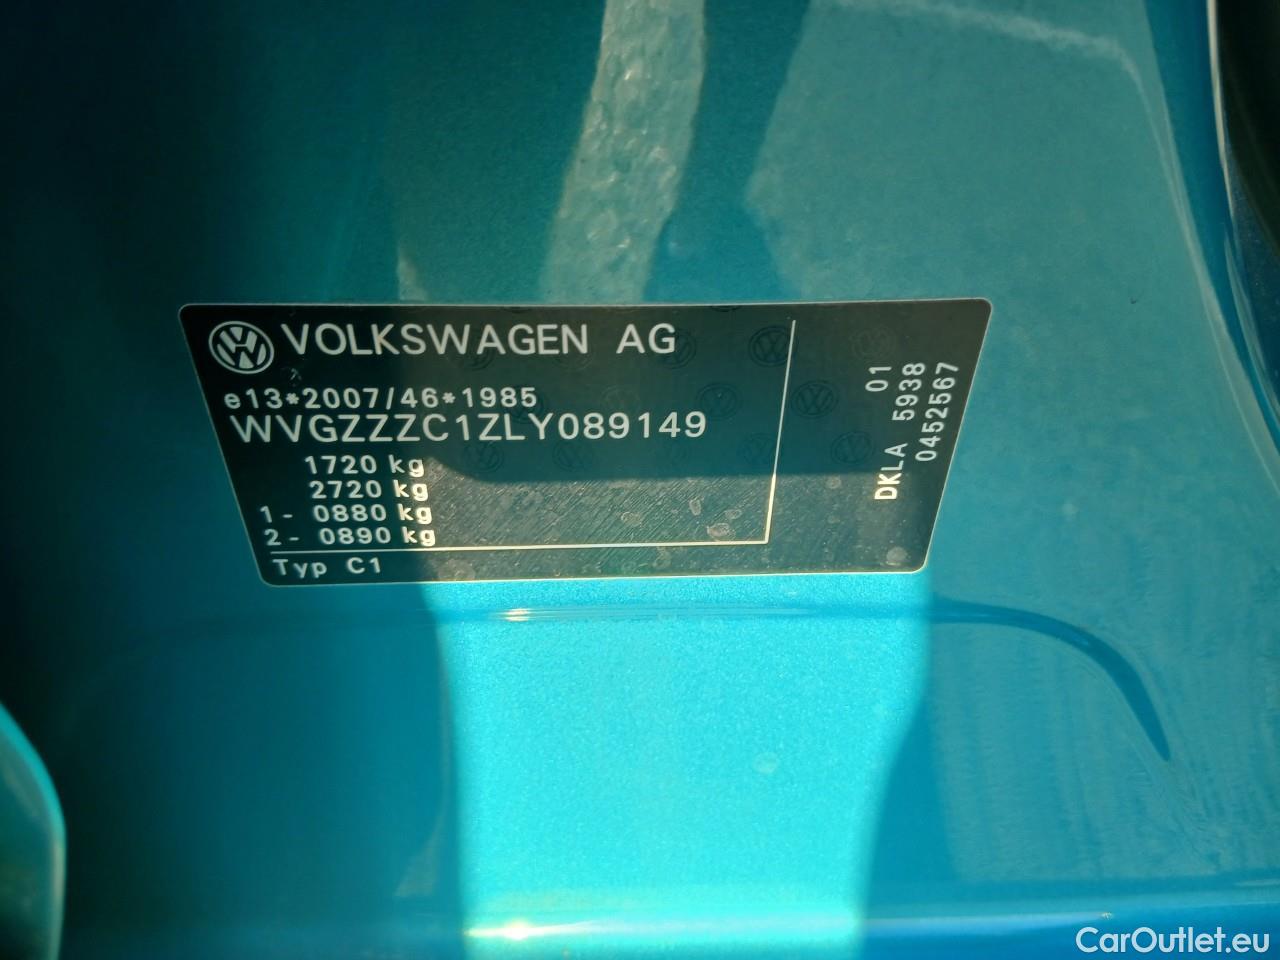 VOLKSWAGEN AG
e13*2007/46*1985
WVGZZZC1ZLY089149
1720 kg
2720 kg
1- 0880 kg
2- 0890 kg
Typ C1
01
DKLA 5938
0452567
CarOutlet.eu